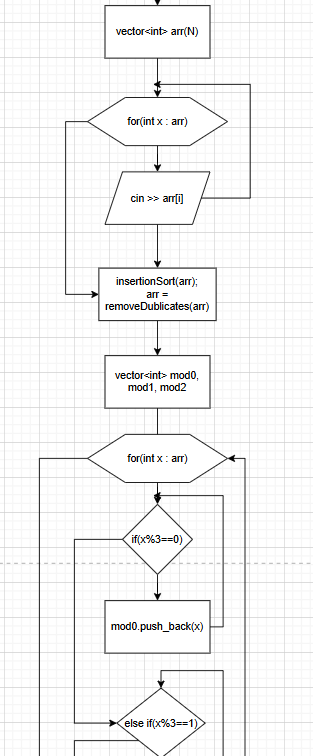 vector<int> arr(N)
for(int x : arr)
cin >> arr[i]
insertionSort(arr);
arr =
removeDublicates(arr)
vector<int> mod0,
mod1, mod2
for(int x : arr)
if(x%3==0)
mod0.push_back(x)
else if(x%3==1)